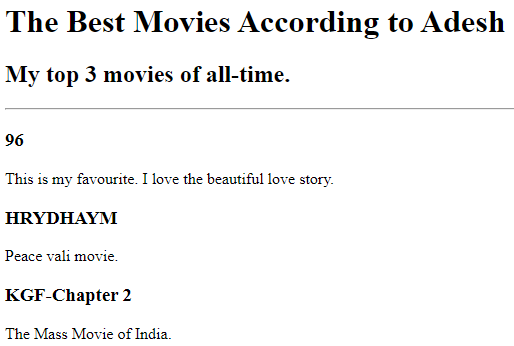 The Best Movies According to Adesh
My top 3 movies of all-time.
96
This is my favourite. I love the beautiful love story.
HRYDHAYM
Peace vali movie.
KGF-Chapter 2
The Mass Movie of India.